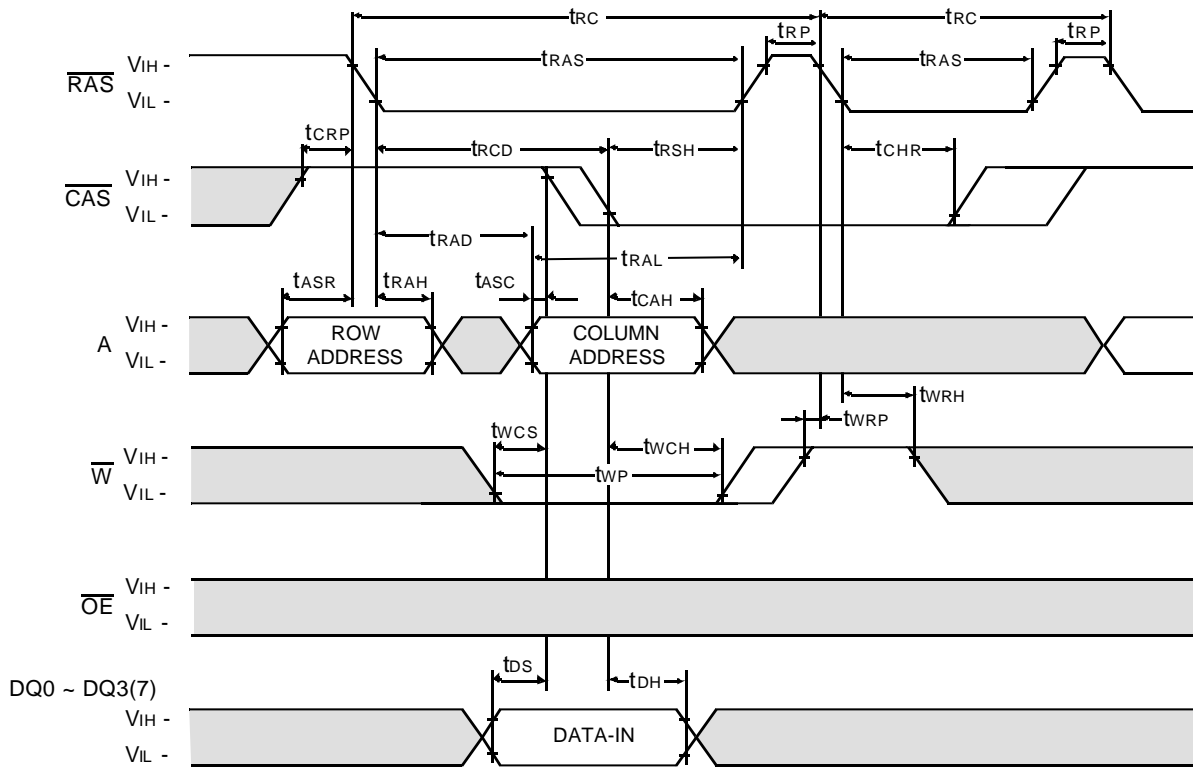 tRC tRC
tRP tRP
VIH -
RAS
tRAS tRAS
VIL -
tCRP
tRCD tRSH tCHR
VIH -
CAS
VIL -
tRAD
tRAL
tASR tRAH tASC tCAH
VIH -
A
ROW ADDRESS
COLUMN ADDRESS
VIL -
tWRH
tWRP
tWCS tWCH
VIH -
W
tWP
VIL -
VIH -
OE
VIL -
tDS tDH
DQ0 ~ DQ3(7)
VIH -
DATA-IN
VIL -